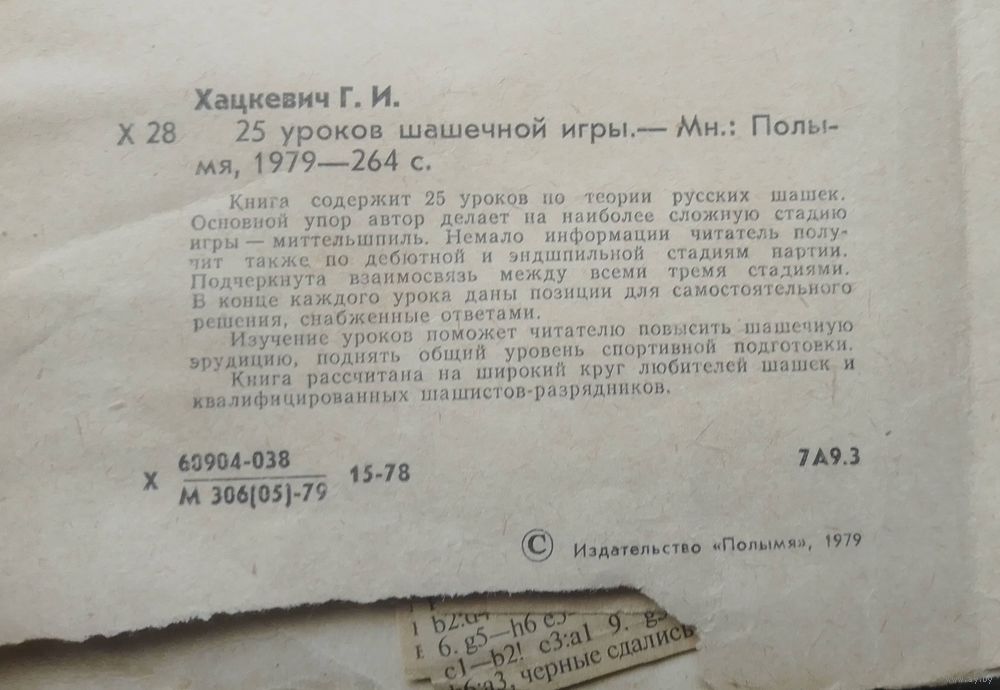 Хацкевич Г. И.
Х 28 25 уроков шашечной игры.— Мн.: Полы-
мя, 1979—264 с.
Книга содержит 25 уроков по теории русских шашек.
Основной упор автор делает на наиболее сложную стадию
игры — миттельшпиль. Немало информации читатель полу-
чит также по дебютной и эндшпильной стадиям партии.
Подчеркнута взаимосвязь между всеми тремя стадиями.
В конце каждого урока даны позиции для самостоятельного
решения, снабженные ответами.
Изучение уроков поможет читателю повысить шашечную
эрудицию, поднять общий уровень спортивной подготовки.
Книга рассчитана на широкий круг любителей шашек и
квалифицированных шашистов-разрядников.
Х 60904-038 15-78 7А9.3
М 306(05)-79
© Издательство «Полымя», 1979
6. g5—h6 e3
c1—b2! c3:a1 9.
черные сдались